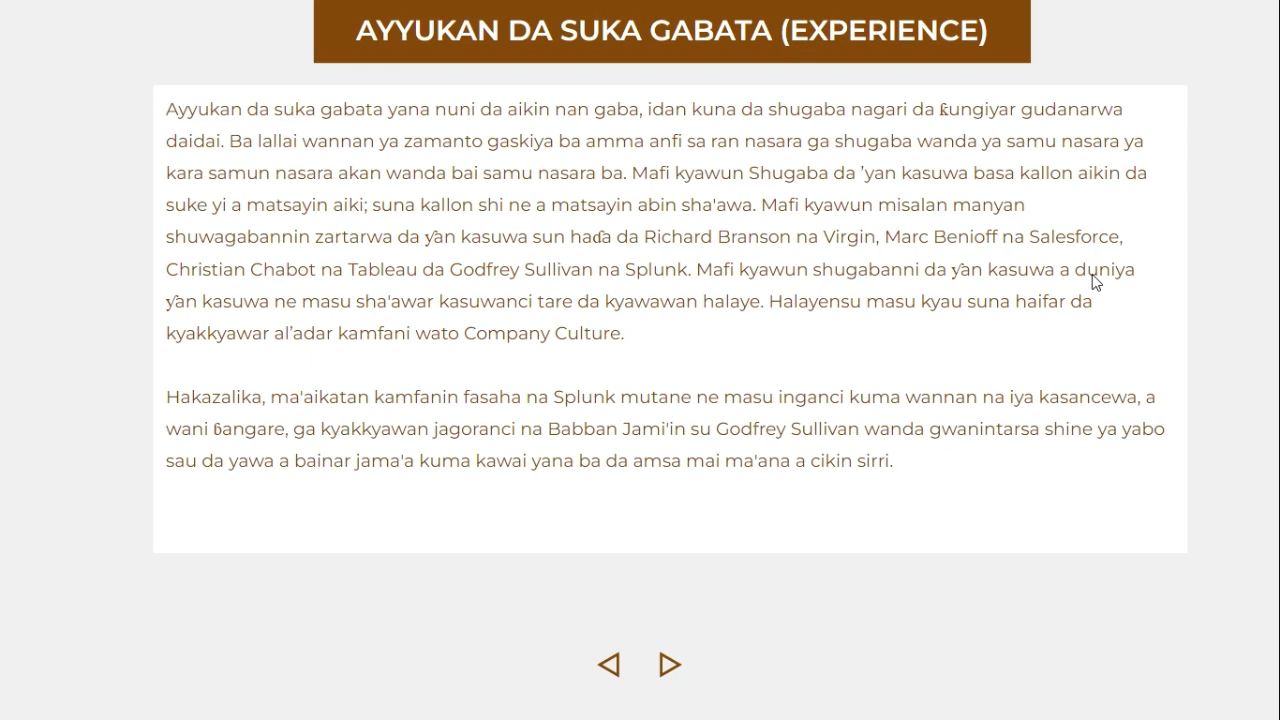 AYYUKAN DA SUKA GABATA (EXPERIENCE)
Ayyukan da suka gabata yana nuni da aikin nan gaba, idan kuna da shugaba nagari da ƙungiyar gudanarwa
daidai. Ba lallai wannan ya zamanto gaskiya ba amma anfi sa ran nasara ga shugaba wanda ya samu nasara ya
kara samun nasara akan wanda bai samu nasara ba. Mafi kyawun Shugaba da ’yan kasuwa basa kallon aikin da
suke yi a matsayin aiki; suna kallon shi ne a matsayin abin sha'awa. Mafi kyawun misalan manyan
shuwagabannin zartarwa da ƴan kasuwa sun haɗa da Richard Branson na Virgin, Marc Benioff na Salesforce,
Christian Chabot na Tableau da Godfrey Sullivan na Splunk. Mafi kyawun shugabanni da ƴan kasuwa a duniya
ƴan kasuwa ne masu sha'awar kasuwanci tare da kyawawan halaye. Halayensu masu kyau suna haifar da
kyakkyawar al’adar kamfani wato Company Culture.
Hakazalika, ma'aikatan kamfanin fasaha na Splunk mutane ne masu inganci kuma wannan na iya kasancewa, a
wani ɓangare, ga kyakkyawan jagoranci na Babban Jami'in su Godfrey Sullivan wanda gwanintarsa shine ya yabo
sau da yawa a bainar jama'a kuma kawai yana ba da amsa mai ma'ana a cikin sirri.